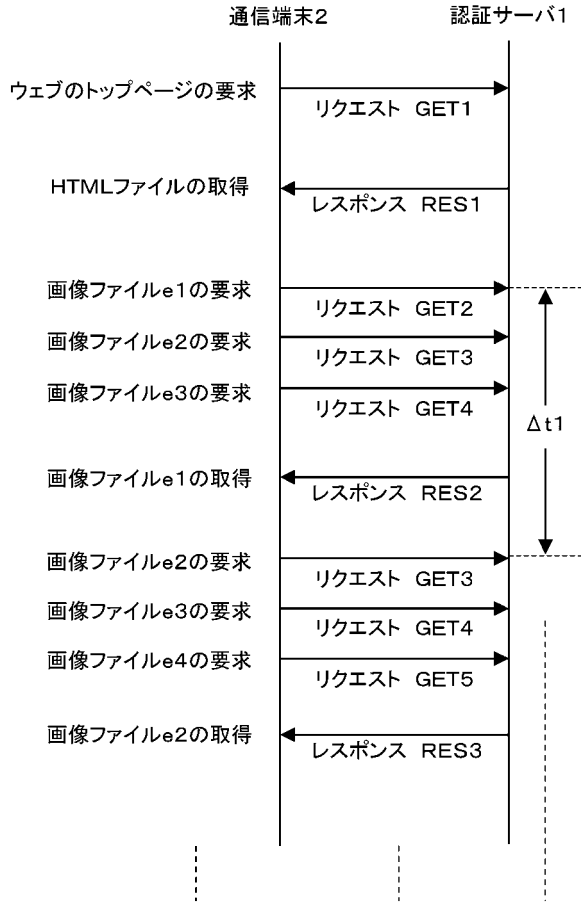 通信端末2
認証サーバ1
ウェブのトップページの要求
リクエスト GET1
HTMLファイルの取得
レスポンス RES1
画像ファイルe1の要求
リクエスト GET2
画像ファイルe2の要求
リクエスト GET3
画像ファイルe3の要求
リクエスト GET4
Δt1
画像ファイルe1の取得
レスポンス RES2
画像ファイルe2の要求
リクエスト GET3
画像ファイルe3の要求
リクエスト GET4
画像ファイルe4の要求
リクエスト GET5
画像ファイルe2の取得
レスポンス RES3